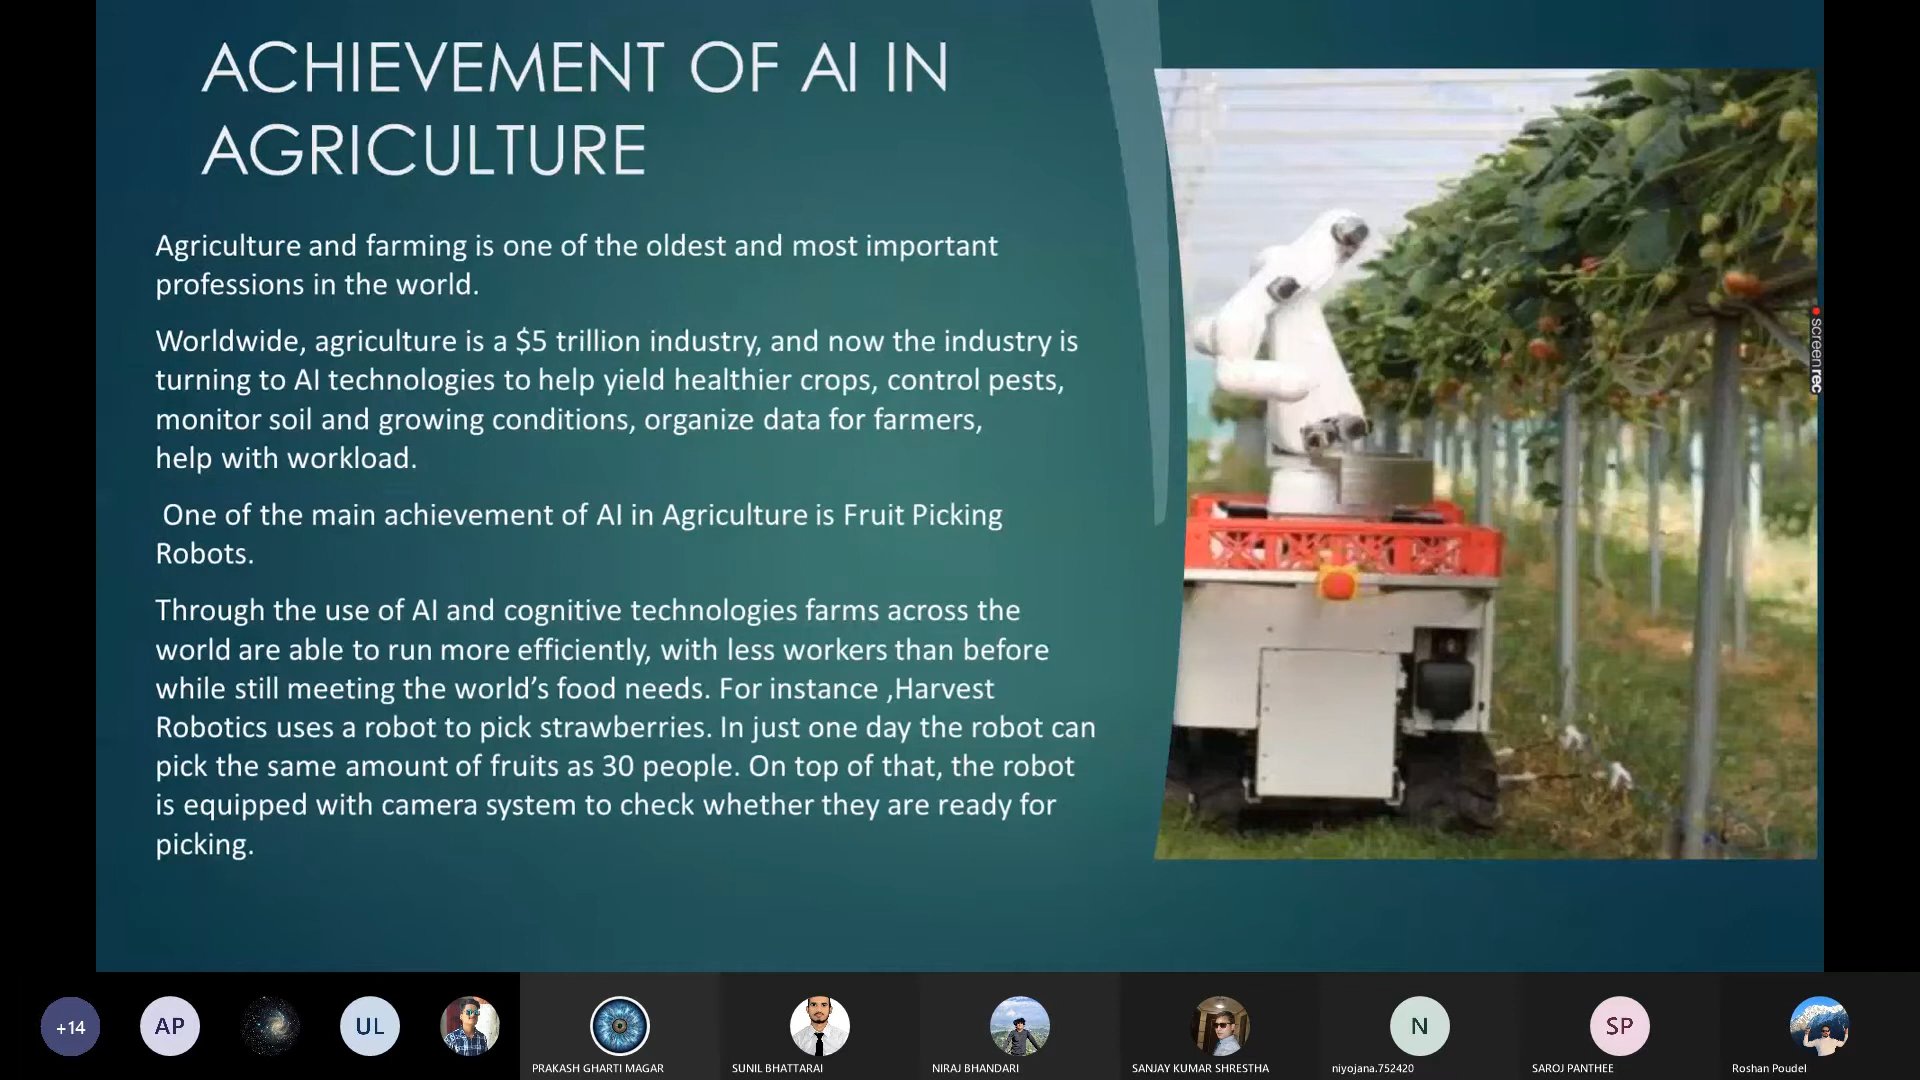 ACHIEVEMENT OF AI IN
AGRICULTURE
Agriculture and farming is one of the oldest and most important
professions in the world.
Worldwide, agriculture is a $5 trillion industry, and now the industry is
turning to AI technologies to help yield healthier crops, control pests,
monitor soil and growing conditions, organize data for farmers,
help with workload.
One of the main achievement of AI in Agriculture is Fruit Picking
Robots.
Through the use of AI and cognitive technologies farms across the
world are able to run more efficiently, with less workers than before
while still meeting the world’s food needs. For instance ,Harvest
Robotics uses a robot to pick strawberries. In just one day the robot can
pick the same amount of fruits as 30 people. On top of that, the robot
is equipped with camera system to check whether they are ready for
picking.
screenrec
+14
AP
UL
N
SP
PRAKASH GHARTI MAGAR
SUNIL BHATTARAI
NIRAJ BHANDARI
SANJAY KUMAR SHRESTHA
niyojana.752420
SAROJ PANTHEE
Roshan Poudel